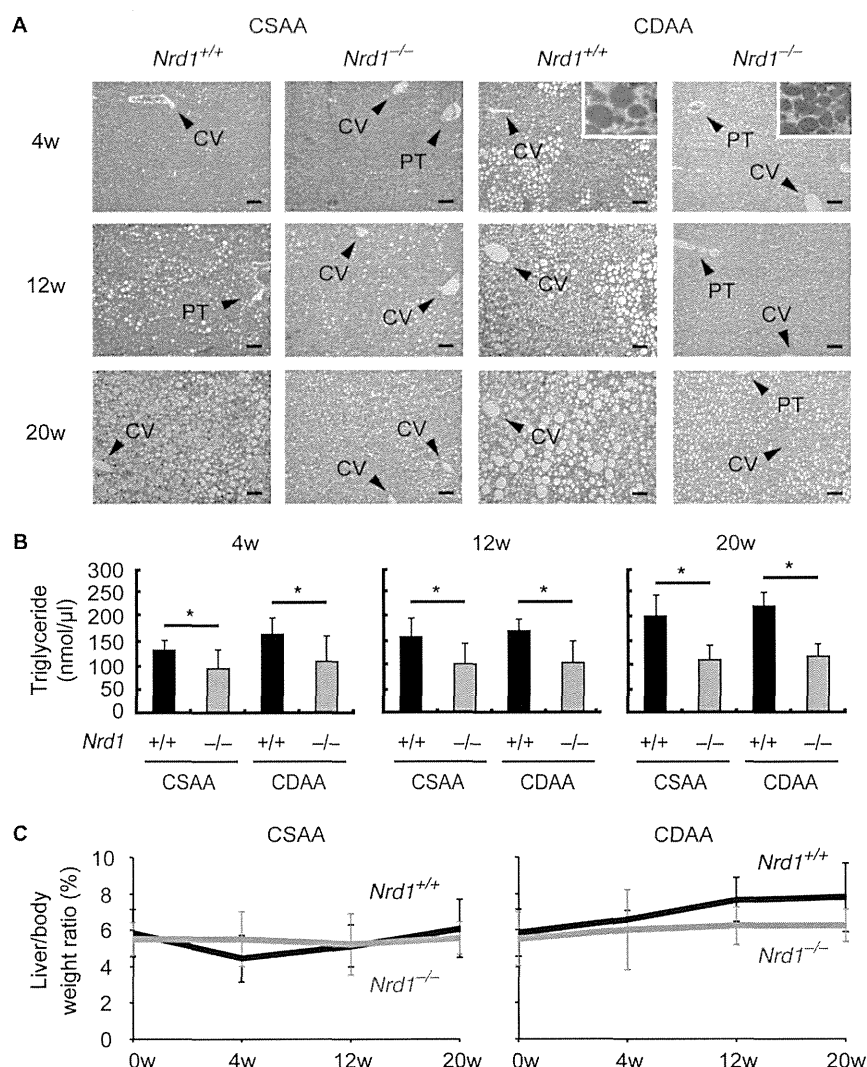 A
CSAA CDAA
Nrd1+/+ Nrd1–/– Nrd1+/+ Nrd1–/–
4w
CV
CV
PT
CV
PT
CV
12w
PT
CV
CV
CV
PT
CV
20w
CV
CV
CV
CV
PT
CV
B
4w 12w 20w
Triglyceride
(nmol/µl)
300
250
200
150
100
50
0
* * * * * *
Nrd1 +/+ –/– +/+ –/– +/+ –/– +/+ –/– +/+ –/– +/+ –/–
CSAA CDAA CSAA CDAA CSAA CDAA
C
CSAA CDAA
Liver/body
weight ratio (%)
10
8
6
4
2
0
Nrd1+/+
Nrd1–/–
Nrd1+/+
Nrd1–/–
0w 4w 12w 20w 0w 4w 12w 20w